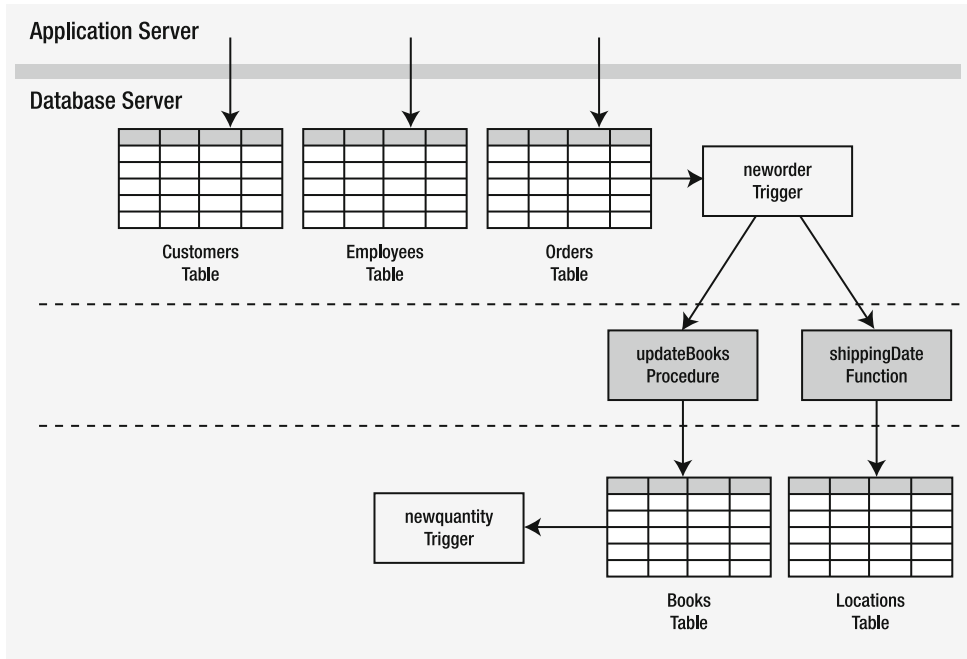 Application Server
Database Server
Customers
Table
Employees
Table
Orders
Table
neworder
Trigger
updateBooks
Procedure
shippingDate
Function
newquantity
Trigger
Books
Table
Locations
Table